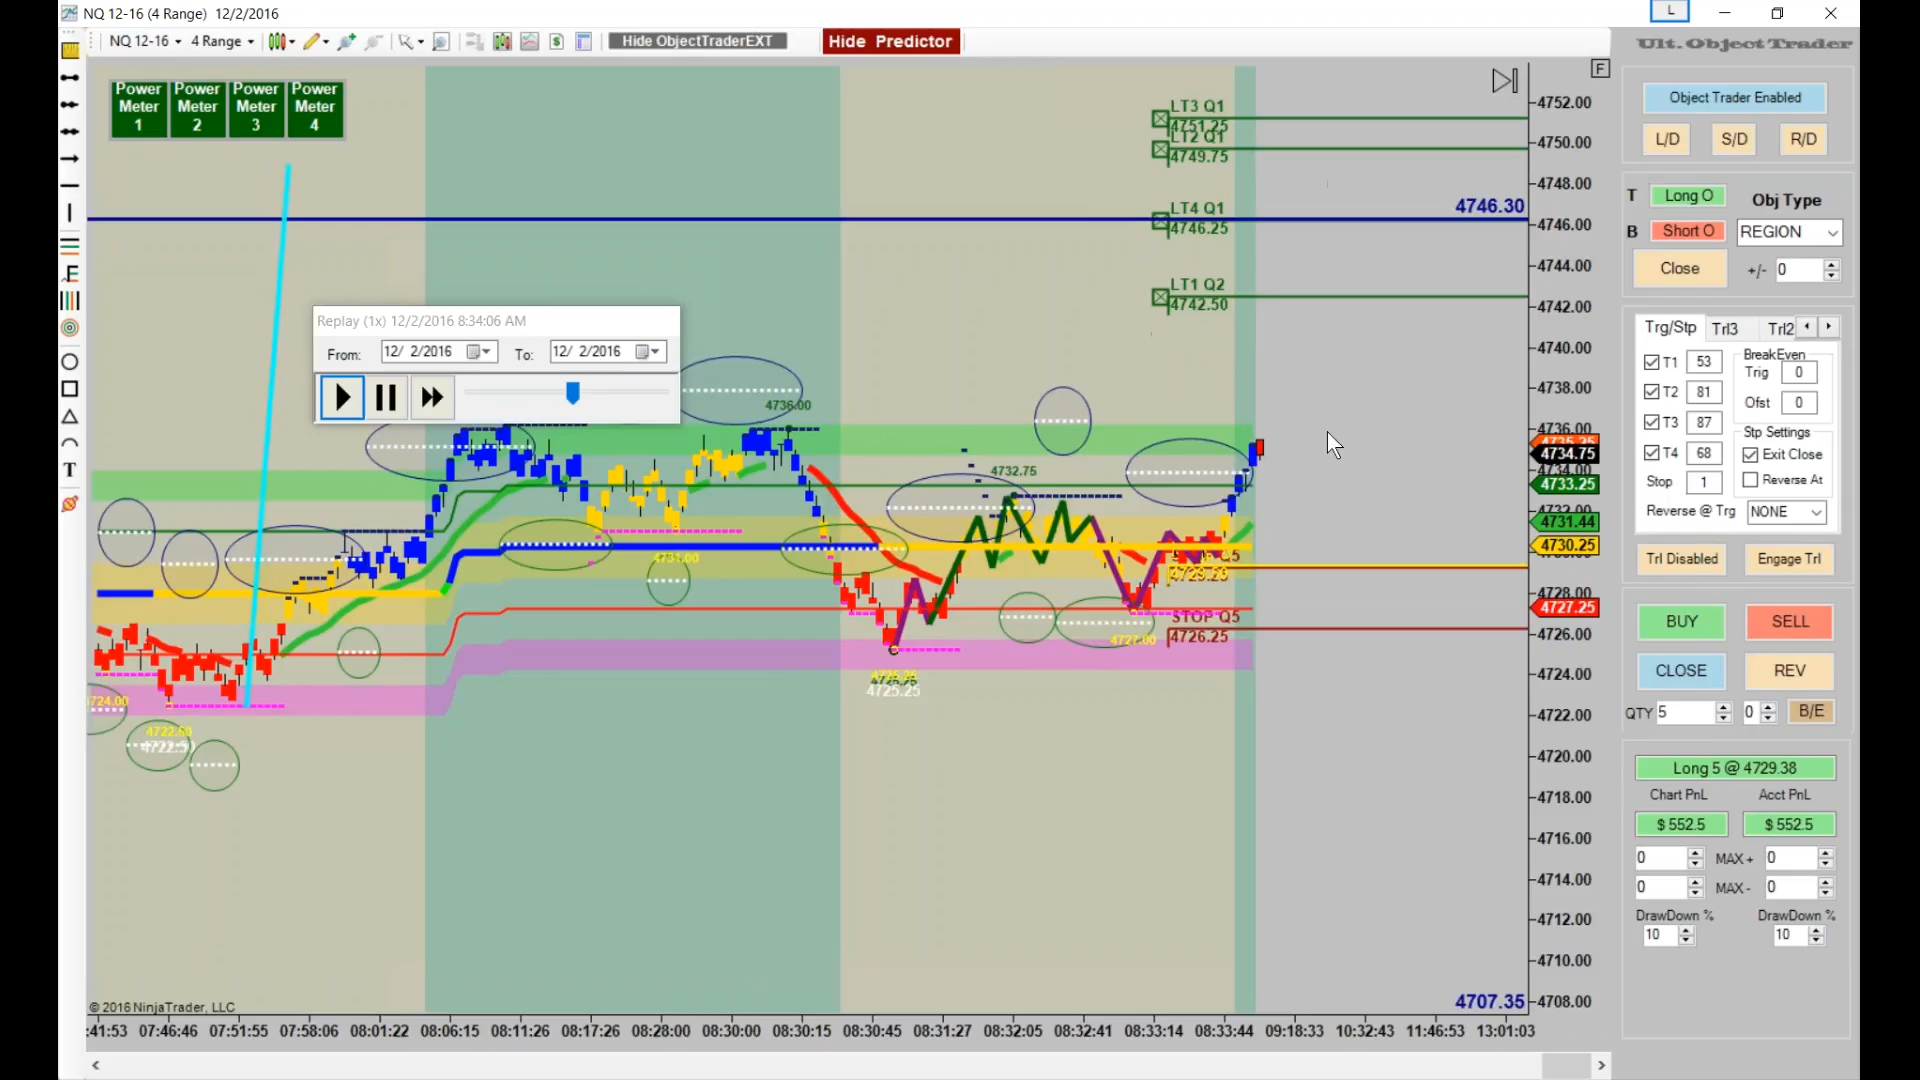 NQ 12-16 (4 Range) 12/2/2016
L
NQ 12-16
4 Range
Hide ObjectTraderEXT
Hide Predictor
Ult. Object Trader
F
Power Meter 1
Power Meter 2
Power Meter 3
Power Meter 4
LT3 Q1
4751.25
LT2 Q1
4749.75
LT4 Q1
4746.25
4746.30
LT1 Q2
4742.50
Replay (1x) 12/2/2016 8:34:06 AM
From:
12/ 2/2016
To:
12/ 2/2016
4736.00
4732.75
4731.00
4727.00
STOP Q5
4726.25
4725.25
4724.00
4722.50
4707.35
4752.00
4750.00
4748.00
4746.00
4744.00
4742.00
4740.00
4738.00
4736.00
4735.25
4734.75
4734.00
4733.25
4731.44
4730.25
4728.00
4727.25
4726.00
4724.00
4722.00
4720.00
4718.00
4716.00
4714.00
4712.00
4710.00
4708.00
© 2016 NinjaTrader, LLC
:41:53 07:46:46 07:51:55 07:58:06 08:01:22 08:06:15 08:11:26 08:17:26 08:28:00 08:30:00 08:30:15 08:30:45 08:31:27 08:32:05 08:32:41 08:33:14 08:33:44 09:18:33 10:32:43 11:46:53 13:01:03
Object Trader Enabled
L/D S/D R/D
T Long O Obj Type
B Short O REGION
Close +/- 0
Trg/Stp Trl3 Trl2
T1 53
T2 81
T3 87
T4 68
Stop 1
BreakEven
Trig 0
Ofst 0
Stp Settings
Exit Close
Reverse At
Reverse @ Trg NONE
Trl Disabled Engage Trl
BUY SELL
CLOSE REV
QTY 5 0 B/E
Long 5 @ 4729.38
Chart PnL Acct PnL
$ 552.5 $ 552.5
0 MAX + 0
0 MAX - 0
DrawDown % DrawDown %
10 10